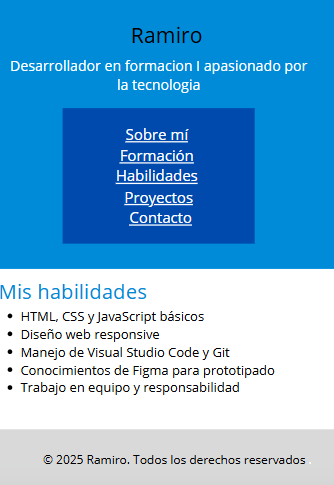 Ramiro
Desarrollador en formacion I apasionado por
la tecnologia
Sobre mí
Formación
Habilidades
Proyectos
Contacto
Mis habilidades
HTML, CSS y JavaScript básicos
Diseño web responsive
Manejo de Visual Studio Code y Git
Conocimientos de Figma para prototipado
Trabajo en equipo y responsabilidad
© 2025 Ramiro. Todos los derechos reservados .